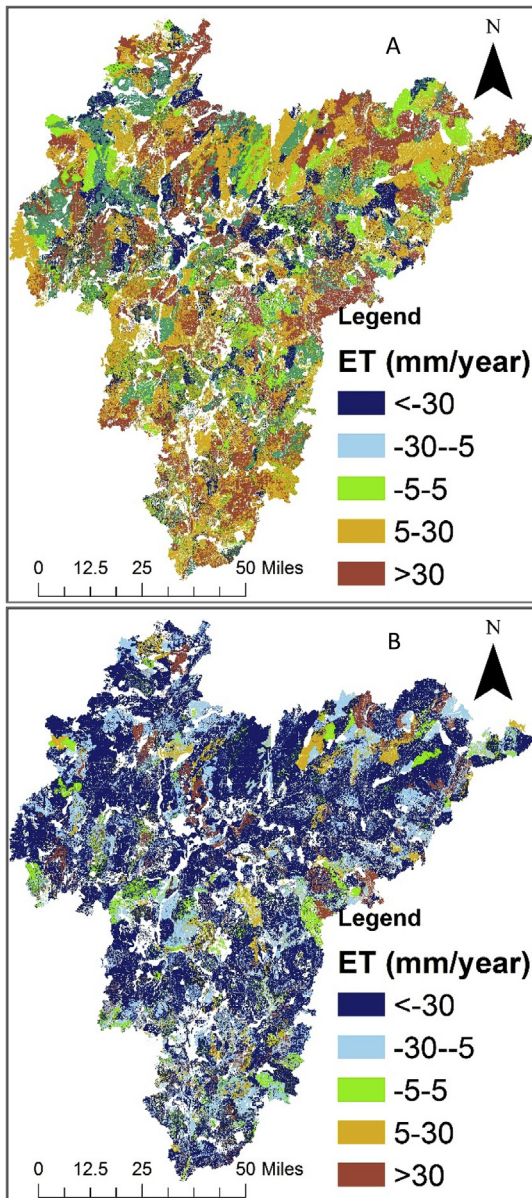 A
N
Legend
ET (mm/year)
<-30
-30--5
-5-5
5-30
>30
0 12.5 25 50 Miles
B
N
Legend
ET (mm/year)
<-30
-30--5
-5-5
5-30
>30
0 12.5 25 50 Miles